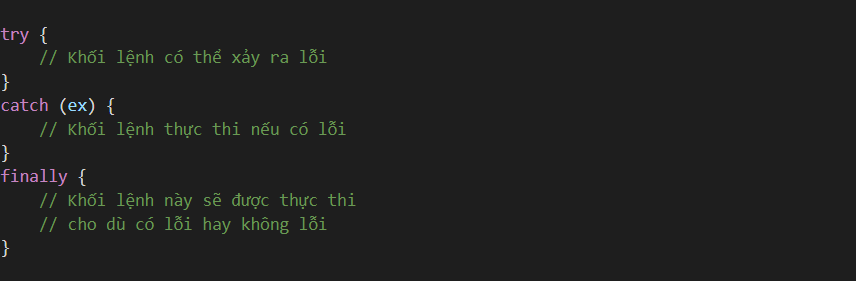 try {
    // Khối lệnh có thể xảy ra lỗi
}
catch (ex) {
    // Khối lệnh thực thi nếu có lỗi
}
finally {
    // Khối lệnh này sẽ được thực thi
    // cho dù có lỗi hay không lỗi
}